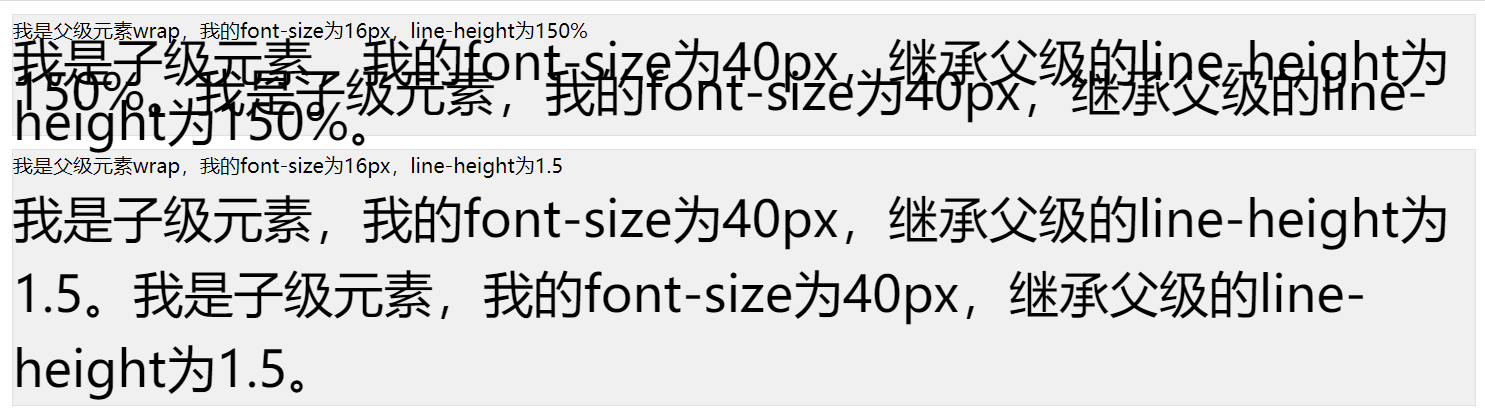 我是父级元素wrap，我的font-size为16px，line-height为150%
我是子级元素，我的font-size为40px，继承父级的line-height为
150%。我是子级元素，我的font-size为40px，继承父级的line-
height为150%。
我是父级元素wrap，我的font-size为16px，line-height为1.5
我是子级元素，我的font-size为40px，继承父级的line-height为
1.5。我是子级元素，我的font-size为40px，继承父级的line-
height为1.5。